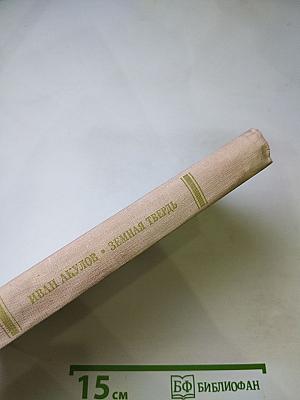 ИВАН АКУЛОВ • ЗЕМНАЯ ТВЕРДЬ
15 см
БФ БИБЛИОФАН